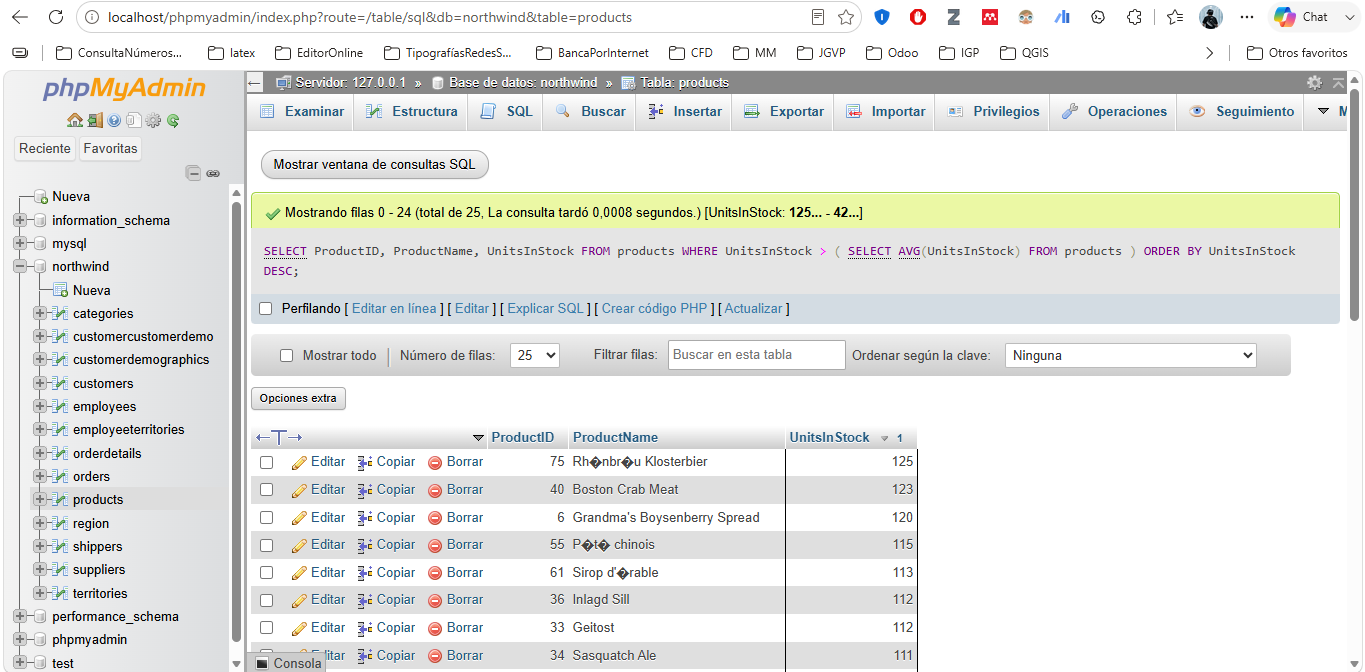 localhost/phpmyadmin/index.php?route=/table/sql&db=northwind&table=products
Chat
ConsultaNúmeros... latex EditorOnline TipografíasRedesS... BancaPorInternet CFD MM JGVP Odoo IGP QGIS Otros favoritos
phpMyAdmin
Reciente Favoritas
Nueva
information_schema
mysql
northwind
Nueva
categories
customercustomerdemo
customerdemographics
customers
employees
employeeterritories
orderdetails
orders
products
region
shippers
suppliers
territories
performance_schema
phpmyadmin
test
Servidor: 127.0.0.1 » Base de datos: northwind » Tabla: products
Examinar Estructura SQL Buscar Insertar Exportar Importar Privilegios Operaciones Seguimiento M
Mostrar ventana de consultas SQL
Mostrando filas 0 - 24 (total de 25, La consulta tardó 0,0008 segundos.) [UnitsInStock: 125... - 42...]
SELECT ProductID, ProductName, UnitsInStock FROM products WHERE UnitsInStock > ( SELECT AVG(UnitsInStock) FROM products ) ORDER BY UnitsInStock
DESC;
Perfilando [ Editar en línea ] [ Editar ] [ Explicar SQL ] [ Crear código PHP ] [ Actualizar ]
Mostrar todo Número de filas: 25 Filtrar filas: Buscar en esta tabla Ordenar según la clave: Ninguna
Opciones extra
←T→ ProductID ProductName UnitsInStock 1
Editar Copiar Borrar 75 Rh�nbr�u Klosterbier 125
Editar Copiar Borrar 40 Boston Crab Meat 123
Editar Copiar Borrar 6 Grandma's Boysenberry Spread 120
Editar Copiar Borrar 55 P�t� chinois 115
Editar Copiar Borrar 61 Sirop d'�rable 113
Editar Copiar Borrar 36 Inlagd Sill 112
Editar Copiar Borrar 33 Geitost 112
Editar Copiar Borrar 34 Sasquatch Ale 111
Consola